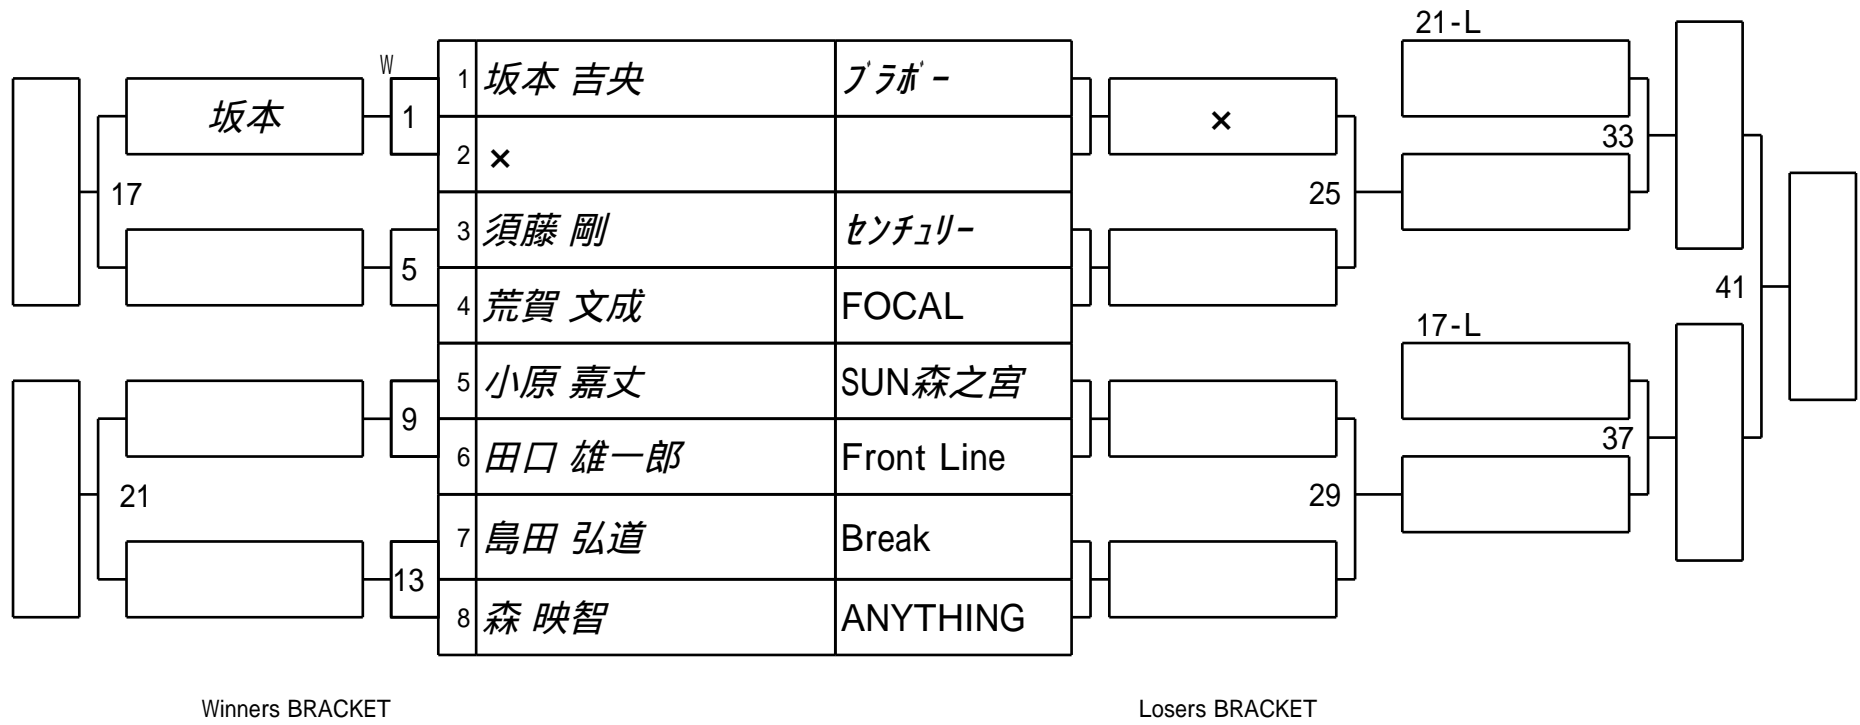 21-L
W
1 坂本 吉央 ブラボー
坂本 1 × 33
2 ×
17 25
3 須藤 剛 センチュリー
5
4 荒賀 文成 FOCAL 41
17-L
5 小原 嘉丈 SUN森之宮
9 37
6 田口 雄一郎 Front Line
21 29
7 島田 弘道 Break
13
8 森 映智 ANYTHING
Winners BRACKET Losers BRACKET